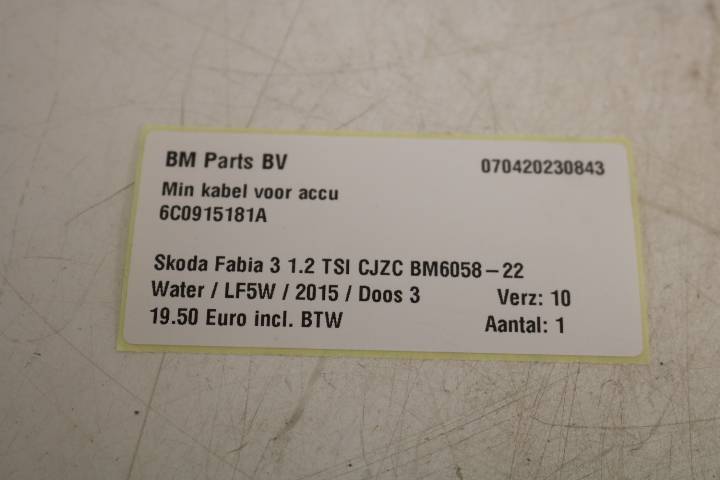 BM Parts BV 070420230843
Min kabel voor accu
6C0915181A
Skoda Fabia 3 1.2 TSI CJZC BM6058-22
Water / LF5W / 2015 / Doos 3 Verz: 10
19.50 Euro incl. BTW Aantal: 1